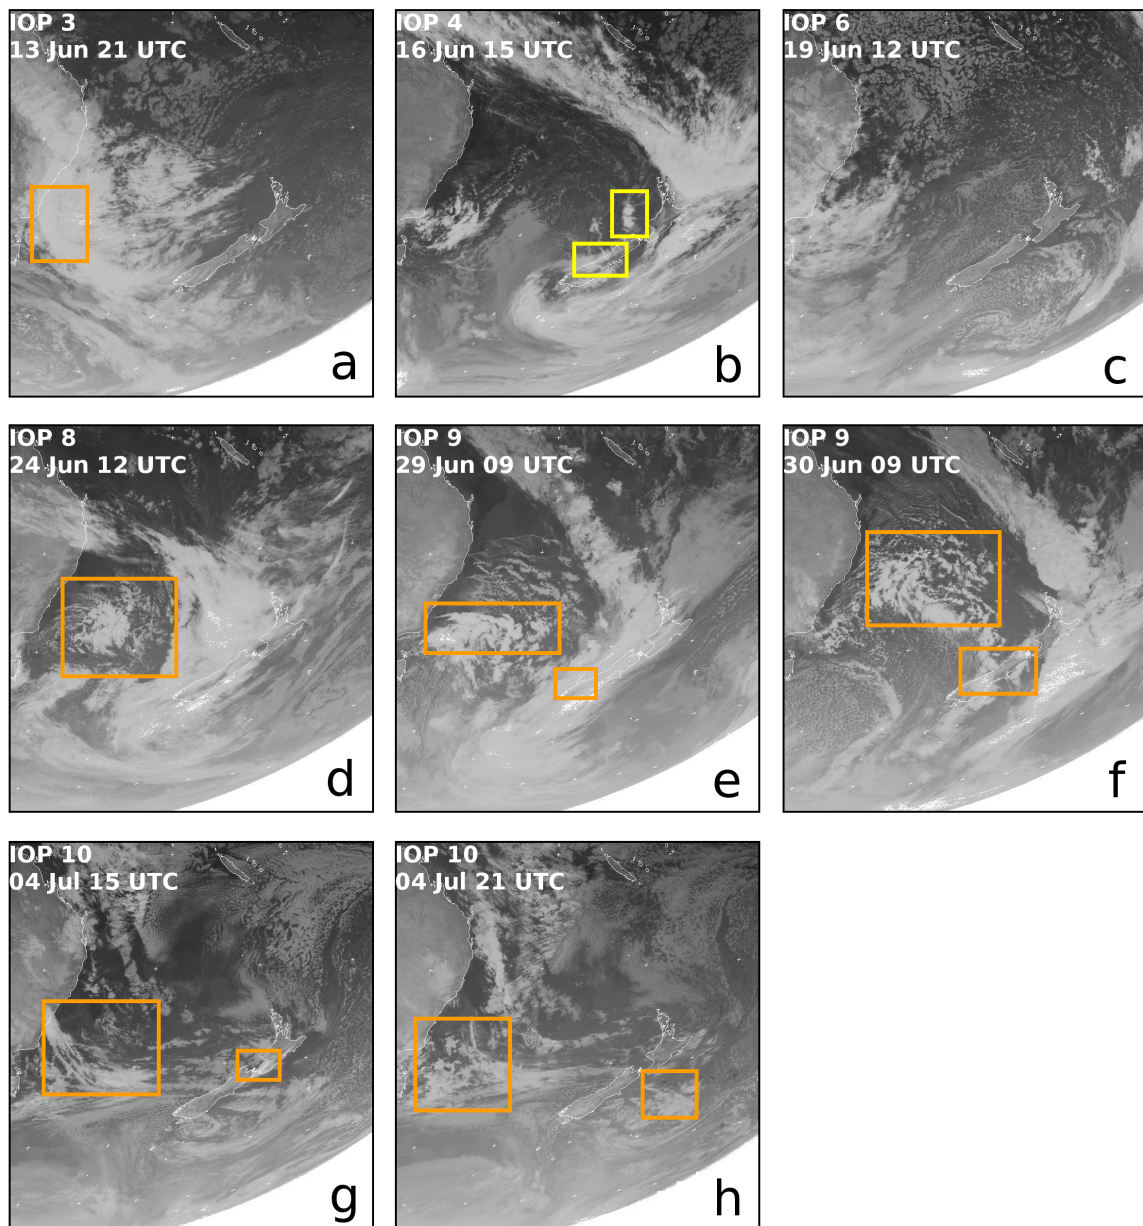 IOP 3
13 Jun 21 UTC
a
IOP 4
16 Jun 15 UTC
b
IOP 6
19 Jun 12 UTC
c
IOP 8
24 Jun 12 UTC
d
IOP 9
29 Jun 09 UTC
e
IOP 9
30 Jun 09 UTC
f
IOP 10
04 Jul 15 UTC
g
IOP 10
04 Jul 21 UTC
h